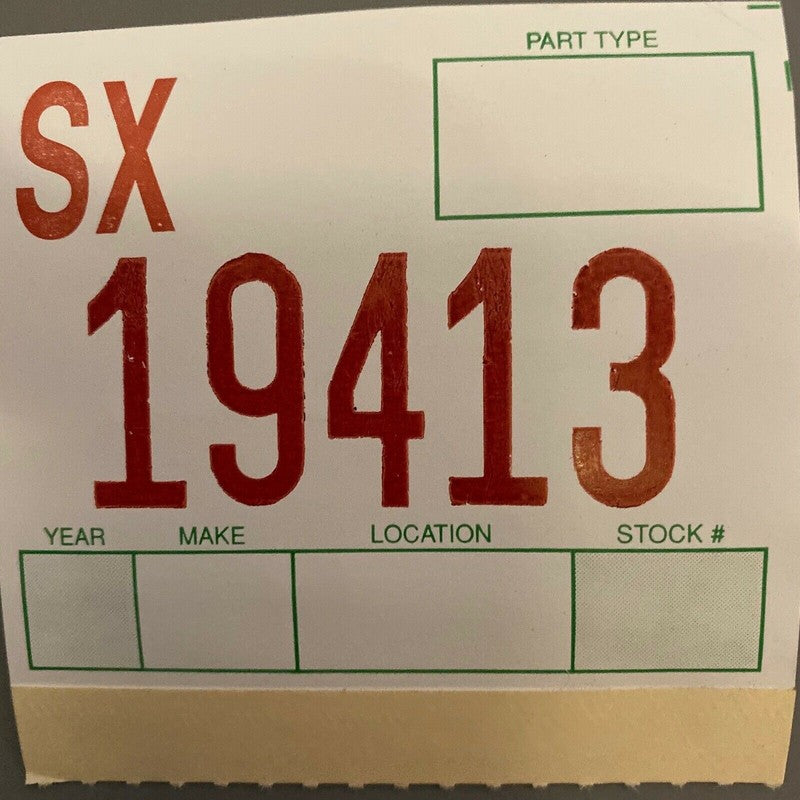 PART TYPE
SX
19413
YEAR MAKE LOCATION STOCK #